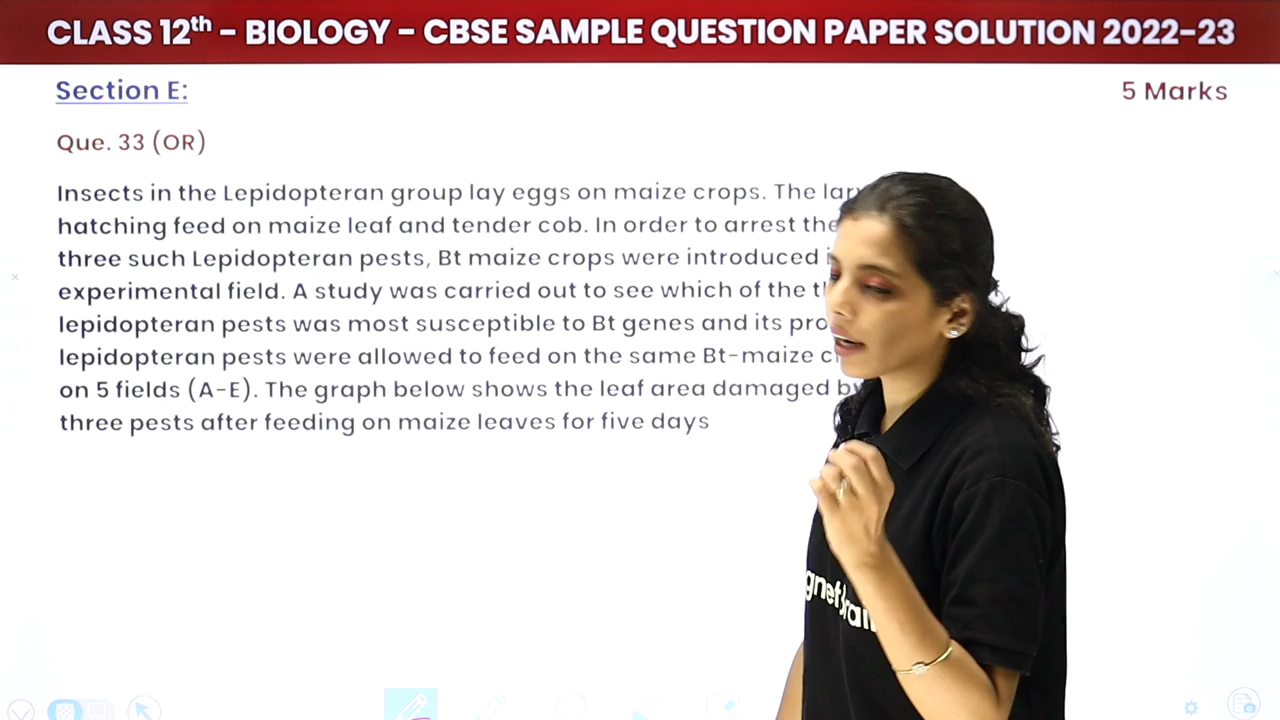 CLASS 12th – BIOLOGY – CBSE SAMPLE QUESTION PAPER SOLUTION 2022-23
Section E:
5 Marks
Que. 33 (OR)
Insects in the Lepidopteran group lay eggs on maize crops. The
hatching feed on maize leaf and tender cob. In order to arrest the
three such Lepidopteran pests, Bt maize crops were introduced
experimental field. A study was carried out to see which of the
lepidopteran pests was most susceptible to Bt genes and its
lepidopteran pests were allowed to feed on the same Bt-maize
on 5 fields (A-E). The graph below shows the leaf area damaged
three pests after feeding on maize leaves for five days